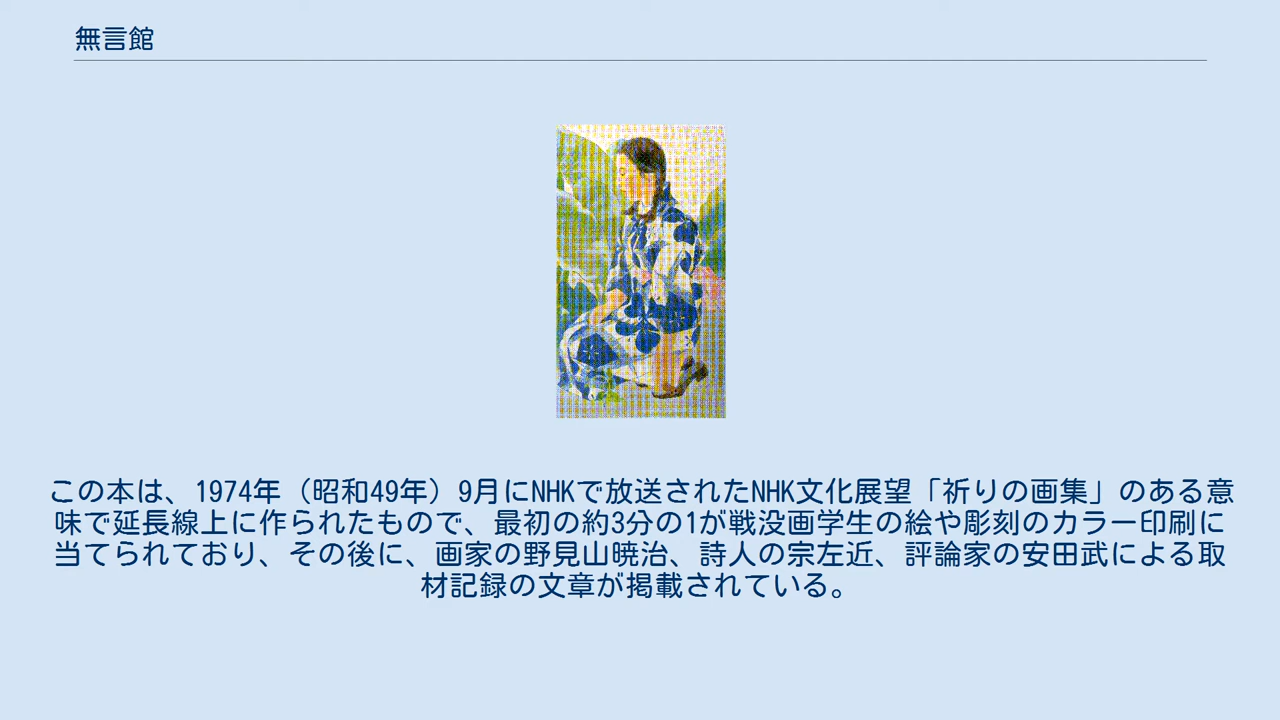 無言館
この本は、1974年（昭和49年）9月にNHKで放送されたNHK文化展望「祈りの画集」のある意
味で延長線上に作られたもので、最初の約3分の1が戦没画学生の絵や彫刻のカラー印刷に
当てられており、その後に、画家の野見山暁治、詩人の宗左近、評論家の安田武による取
材記録の文章が掲載されている。